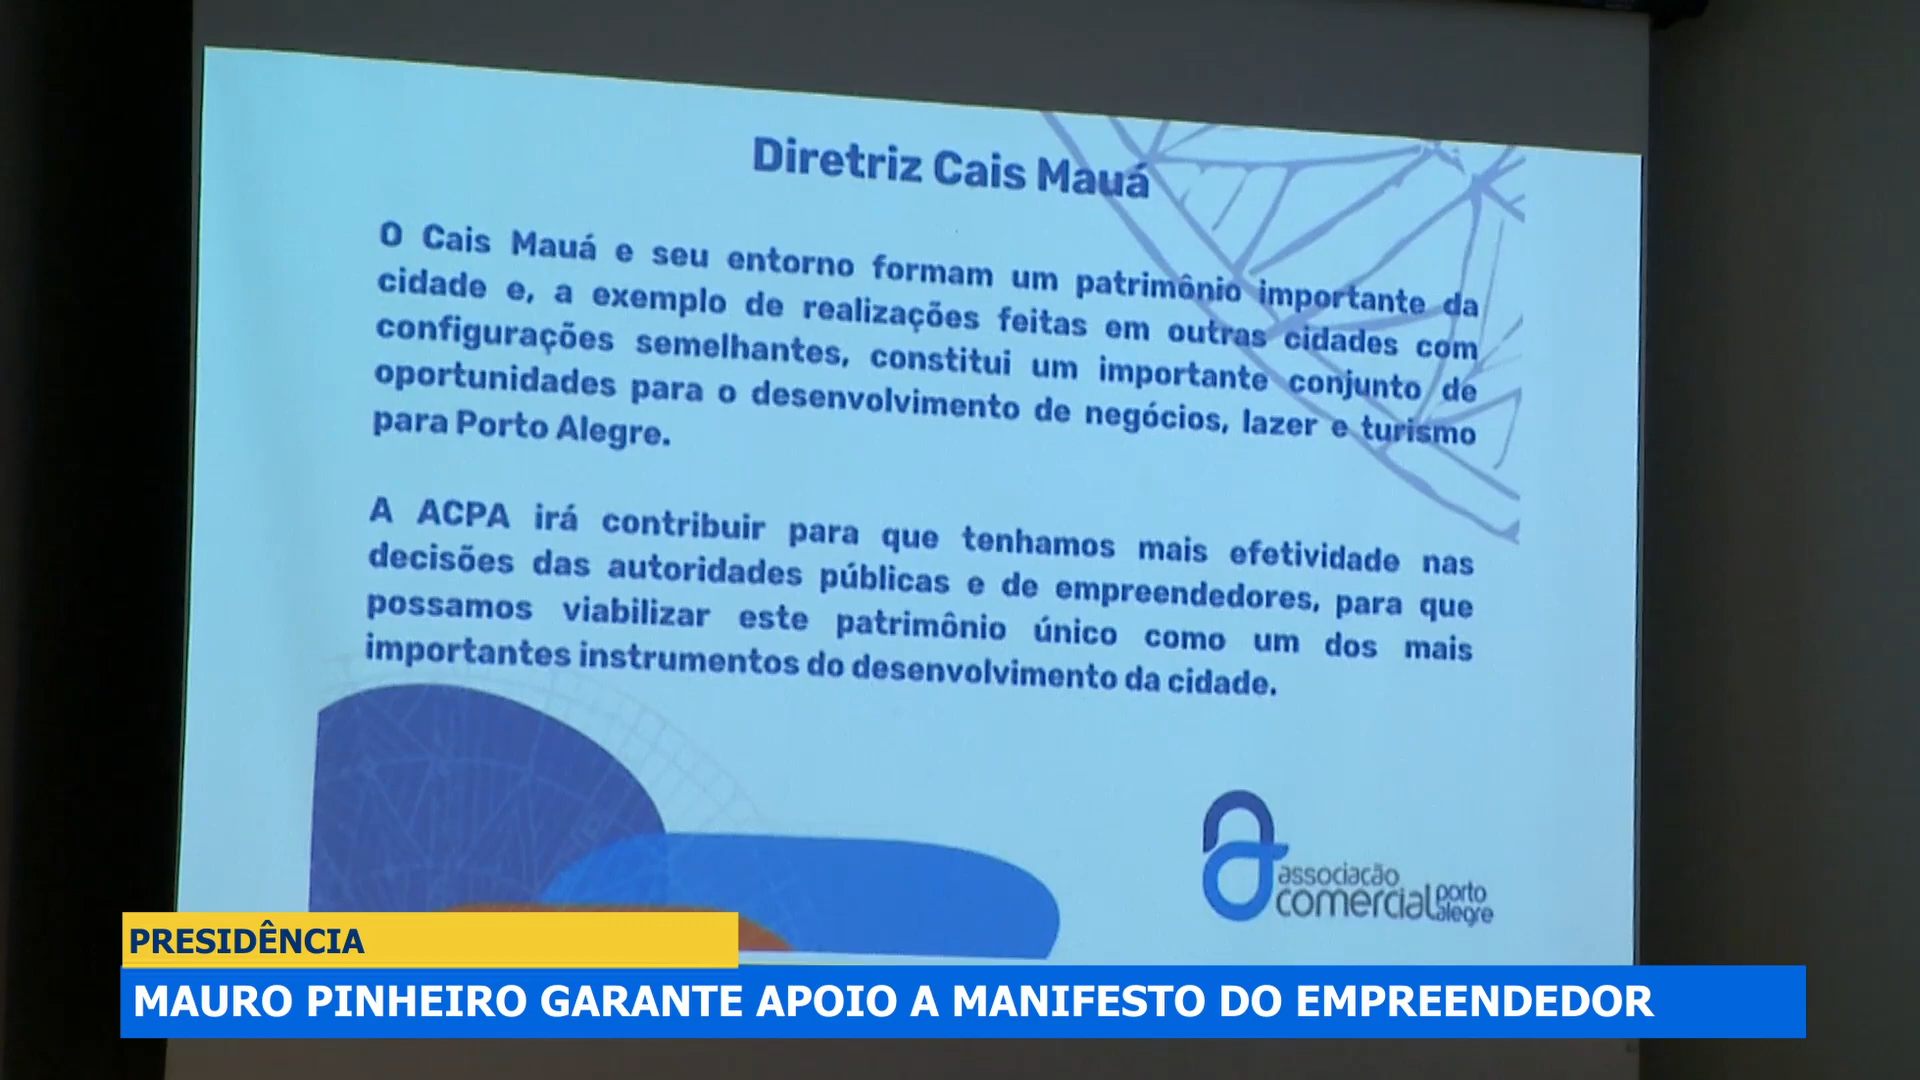 Diretriz Cais Mauá
O Cais Mauá e seu entorno formam um patrimônio importante da
cidade e, a exemplo de realizações feitas em outras cidades com
configurações semelhantes, constitui um importante conjunto de
oportunidades para o desenvolvimento de negócios, lazer e turismo
para Porto Alegre.
A ACPA irá contribuir para que tenhamos mais efetividade nas
decisões das autoridades públicas e de empreendedores, para que
possamos viabilizar este patrimônio único como um dos mais
importantes instrumentos do desenvolvimento da cidade.
associação
comercial porto
alegre
PRESIDÊNCIA
MAURO PINHEIRO GARANTE APOIO A MANIFESTO DO EMPREENDEDOR